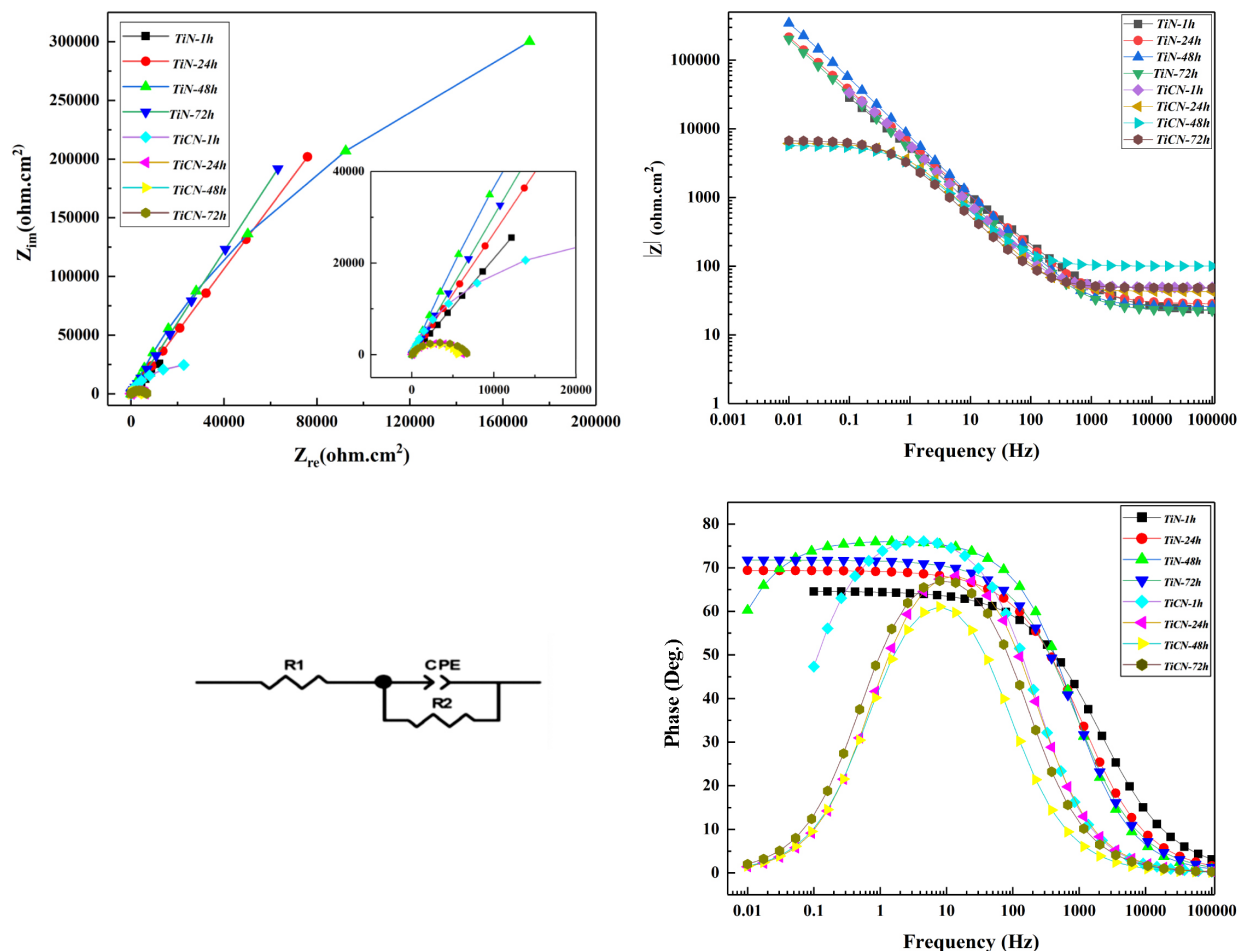 300000
250000
200000
150000
100000
50000
0
Z_im(ohm.cm²)
TiN-1h
TiN-24h
TiN-48h
TiN-72h
TiCN-1h
TiCN-24h
TiCN-48h
TiCN-72h
40000
20000
0
0 10000 20000
0 40000 80000 120000 160000 200000
Z_re(ohm.cm²)
100000
10000
1000
100
10
1
|Z| (ohm.cm²)
TiN-1h
TiN-24h
TiN-48h
TiN-72h
TiCN-1h
TiCN-24h
TiCN-48h
TiCN-72h
0.001 0.01 0.1 1 10 100 1000 10000 100000
Frequency (Hz)
R1
CPE
R2
80
70
60
50
40
30
20
10
0
Phase (Deg.)
TiN-1h
TiN-24h
TiN-48h
TiN-72h
TiCN-1h
TiCN-24h
TiCN-48h
TiCN-72h
0.01 0.1 1 10 100 1000 10000 100000
Frequency (Hz)